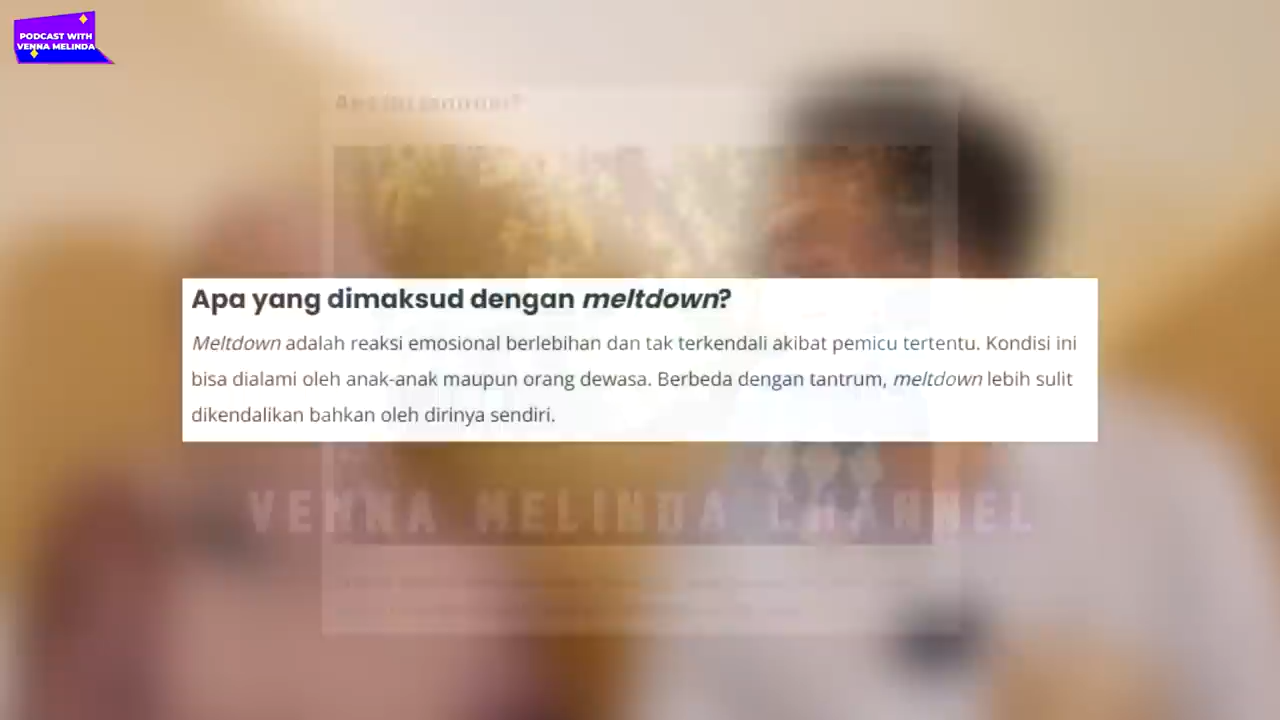 PODCAST WITH
VENNA MELINDA
Apa yang dimaksud dengan meltdown?
Meltdown adalah reaksi emosional berlebihan dan tak terkendali akibat pemicu tertentu. Kondisi ini
bisa dialami oleh anak-anak maupun orang dewasa. Berbeda dengan tantrum, meltdown lebih sulit
dikendalikan bahkan oleh dirinya sendiri.
VENNA MELINDA CHANNEL